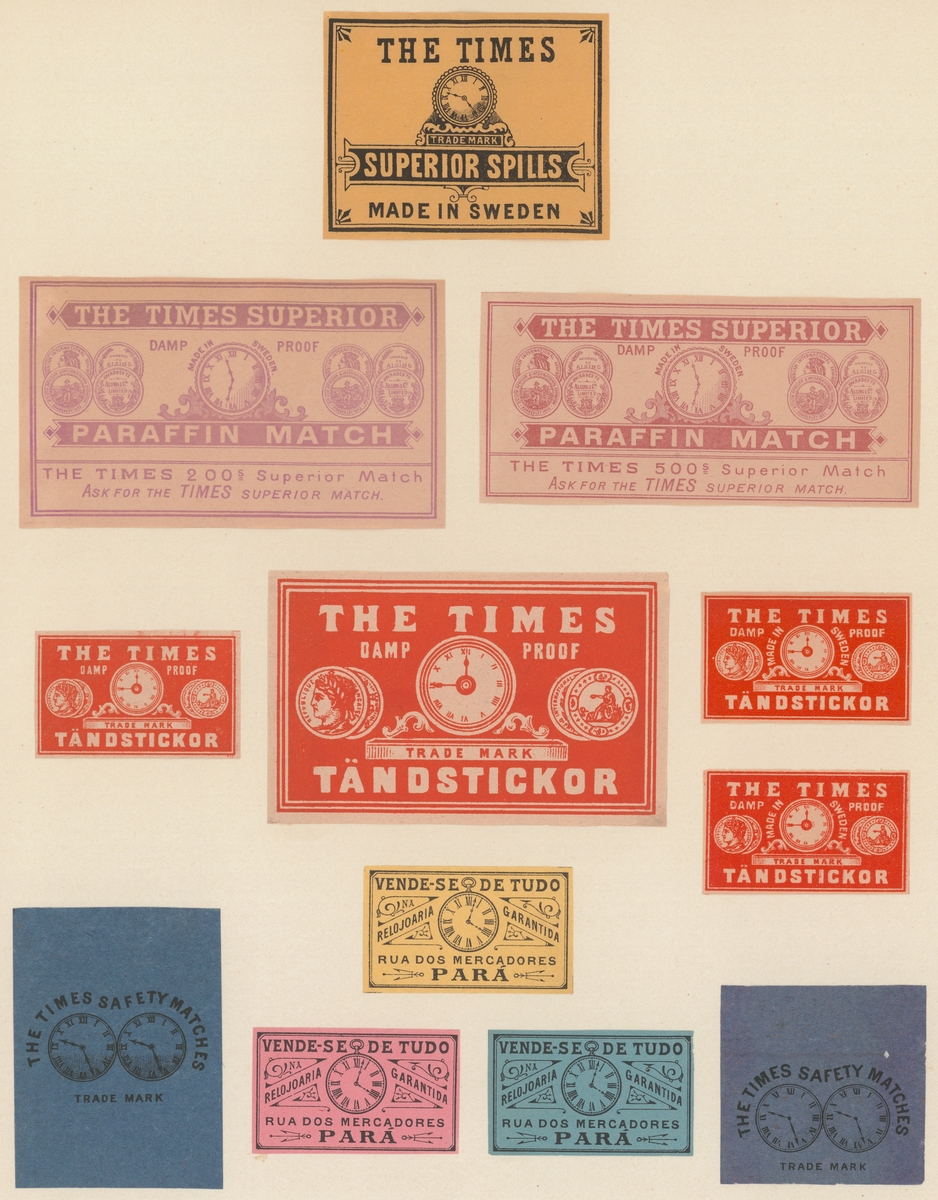 THE TIMES
TRADE MARK
SUPERIOR SPILLS
MADE IN SWEDEN
THE TIMES SUPERIOR
DAMP MADE IN SWEDEN PROOF
PARAFFIN MATCH
THE TIMES 200s Superior Match
ASK FOR THE TIMES SUPERIOR MATCH.
THE TIMES SUPERIOR.
DAMP MADE IN SWEDEN PROOF
PARAFFIN MATCH
THE TIMES 500s Superior Match
ASK FOR THE TIMES SUPERIOR MATCH.
THE TIMES
DAMP PROOF
TRADE MARK
TÄNDSTICKOR
THE TIMES
DAMP PROOF
TRADE MARK
TÄNDSTICKOR
THE TIMES
DAMP MADE IN SWEDEN PROOF
TRADE MARK
TÄNDSTICKOR
THE TIMES
DAMP MADE IN SWEDEN PROOF
TRADE MARK
TÄNDSTICKOR
VENDE-SE DE TUDO
NA
RELOJOARIA GARANTIDA
RUA DOS MERCADORES
PARÁ
THE TIMES SAFETY MATCHES
TRADE MARK
VENDE-SE DE TUDO
NA
RELOJOARIA GARANTIDA
RUA DOS MERCADORES
PARÁ
VENDE-SE DE TUDO
NA
RELOJOARIA GARANTIDA
RUA DOS MERCADORES
PARÁ
THE TIMES SAFETY MATCHES
TRADE MARK